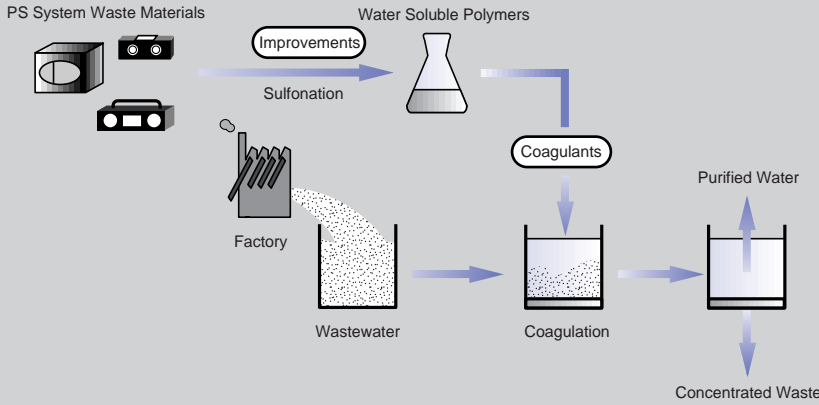 PS System Waste Materials
Improvements
Sulfonation
Water Soluble Polymers
Coagulants
Factory
Wastewater
Coagulation
Purified Water
Concentrated Waste